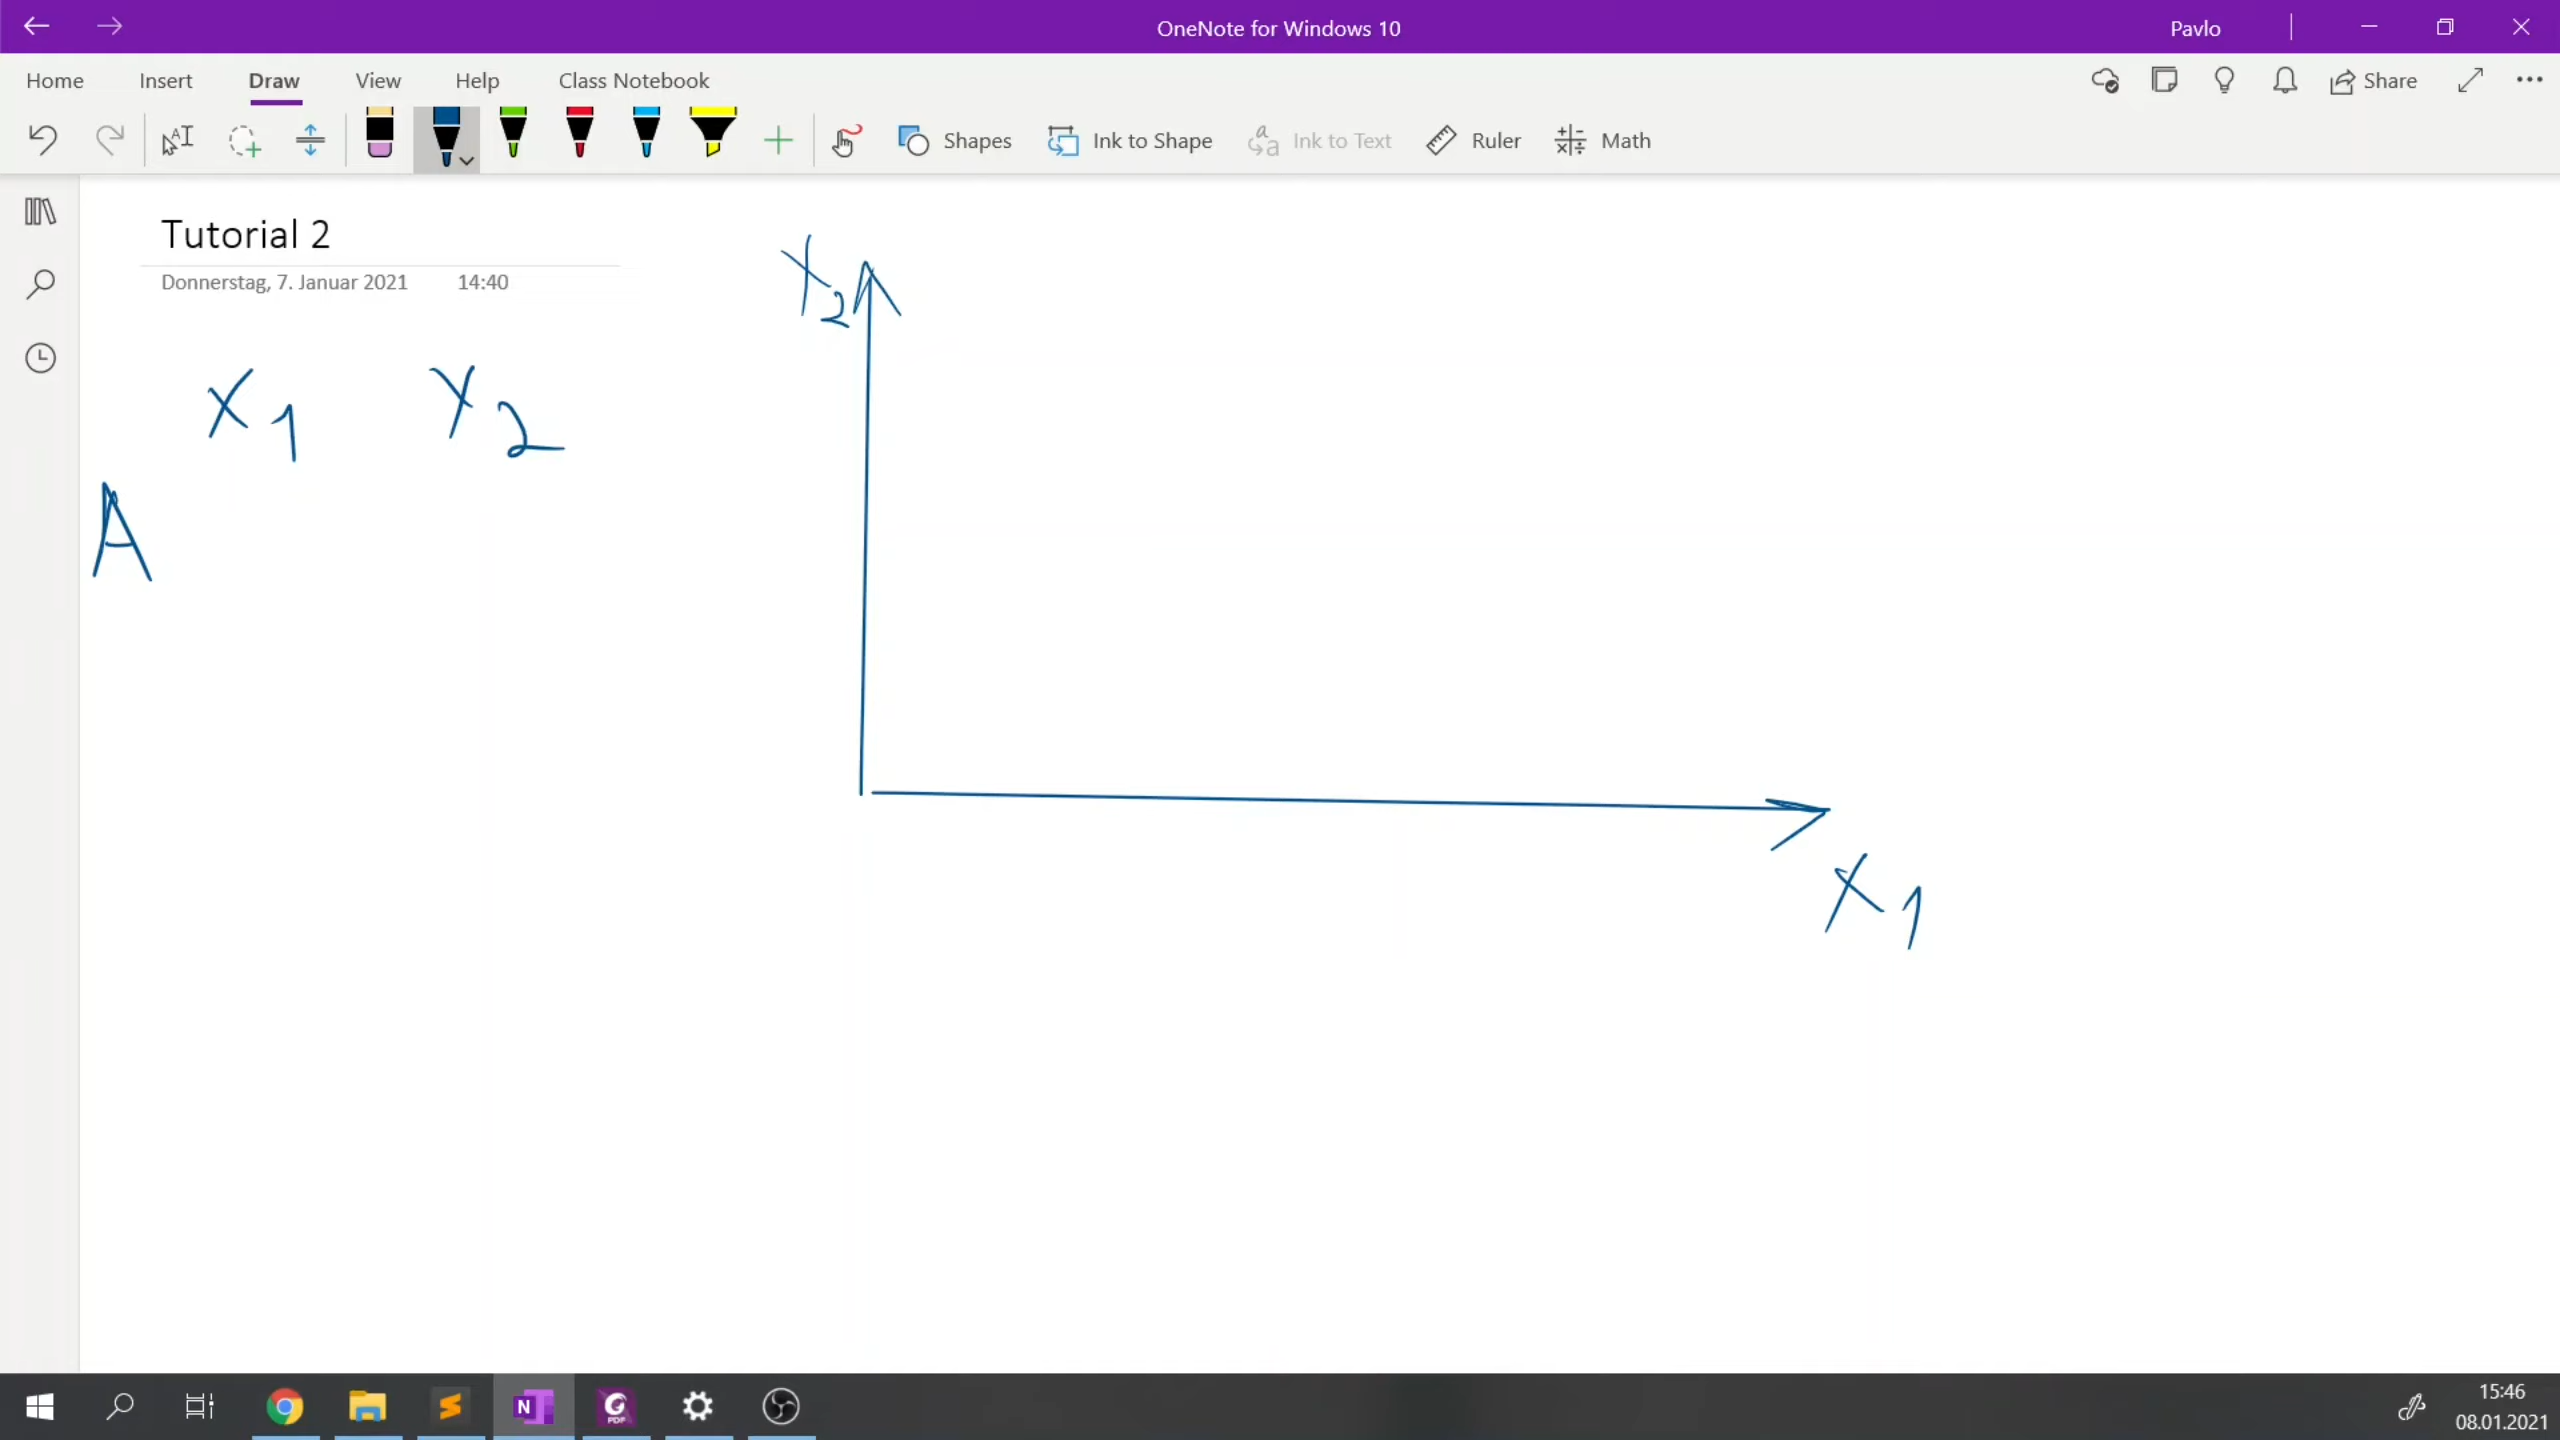 OneNote for Windows 10
Pavlo
Home Insert Draw View Help Class Notebook
Share
Shapes Ink to Shape Ink to Text Ruler Math
Tutorial 2
Donnerstag, 7. Januar 2021 14:40
X2
X1 X2
A
X1
15:46
08.01.2021